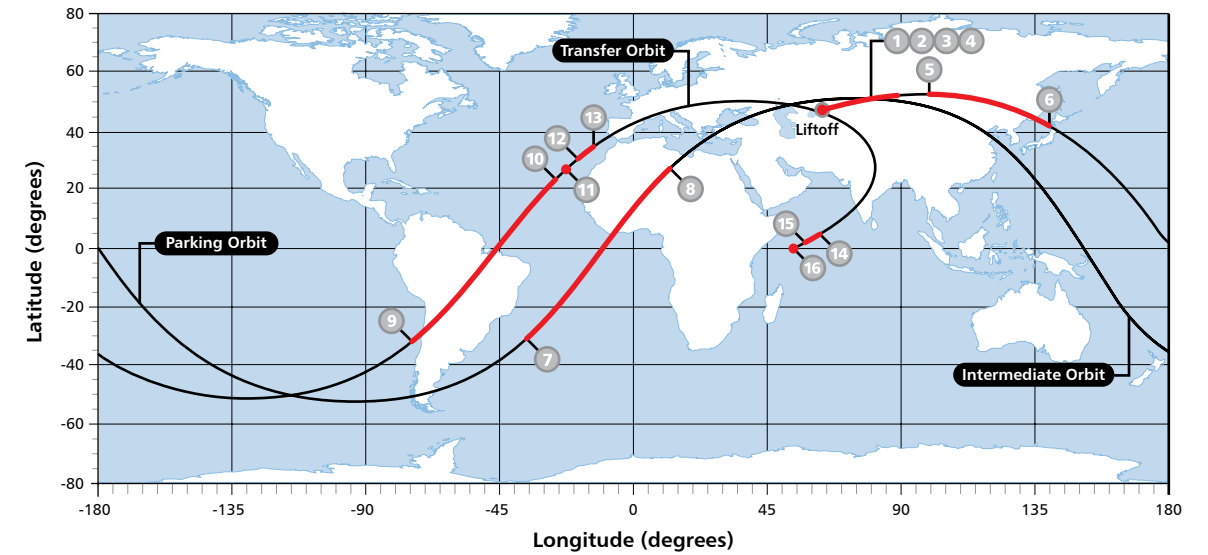 80
60
40
20
0
-20
-40
-60
-80
Latitude (degrees)
Transfer Orbit
1 2 3 4
5
6
13
12
10
11
Liftoff
8
15
14
16
Parking Orbit
9
7
Intermediate Orbit
-180 -135 -90 -45 0 45 90 135 180
Longitude (degrees)